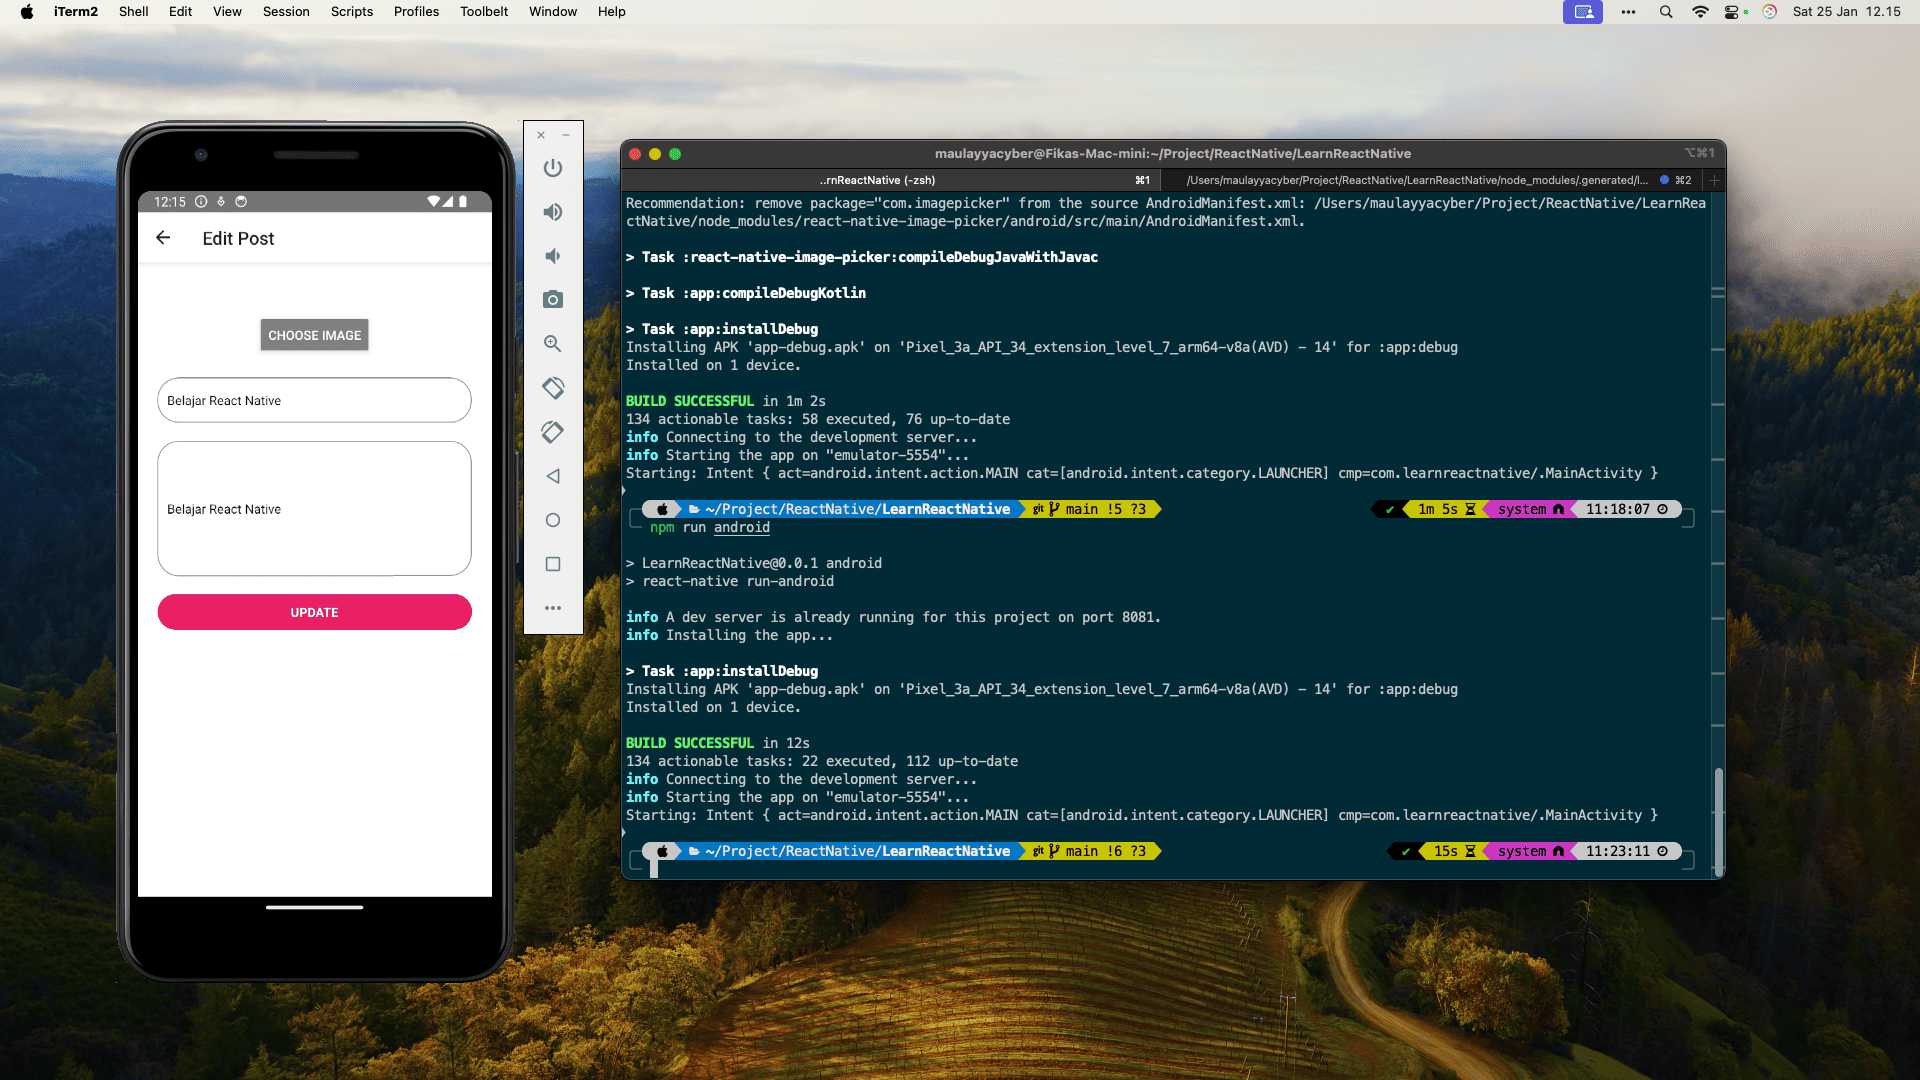 iTerm2 Shell Edit View Session Scripts Profiles Toolbelt Window Help Sat 25 Jan 12.15
12:15
Edit Post
CHOOSE IMAGE
Belajar React Native
Belajar React Native
UPDATE
maulayyacyber@Fikas-Mac-mini:~/Project/ReactNative/LearnReactNative ⌥⌘1
..rnReactNative (-zsh) ⌘1 /Users/maulayyacyber/Project/ReactNative/LearnReactNative/node_modules/.generated/l... ⌘2
Recommendation: remove package="com.imagepicker" from the source AndroidManifest.xml: /Users/maulayyacyber/Project/ReactNative/LearnRea
ctNative/node_modules/react-native-image-picker/android/src/main/AndroidManifest.xml.
> Task :react-native-image-picker:compileDebugJavaWithJavac
> Task :app:compileDebugKotlin
> Task :app:installDebug
Installing APK 'app-debug.apk' on 'Pixel_3a_API_34_extension_level_7_arm64-v8a(AVD) - 14' for :app:debug
Installed on 1 device.
BUILD SUCCESSFUL in 1m 2s
134 actionable tasks: 58 executed, 76 up-to-date
info Connecting to the development server...
info Starting the app on "emulator-5554"...
Starting: Intent { act=android.intent.action.MAIN cat=[android.intent.category.LAUNCHER] cmp=com.learnreactnative/.MainActivity }
~/Project/ReactNative/LearnReactNative git main !5 ?3 ✔ 1m 5s system 11:18:07
npm run android
> LearnReactNative@0.0.1 android
> react-native run-android
info A dev server is already running for this project on port 8081.
info Installing the app...
> Task :app:installDebug
Installing APK 'app-debug.apk' on 'Pixel_3a_API_34_extension_level_7_arm64-v8a(AVD) - 14' for :app:debug
Installed on 1 device.
BUILD SUCCESSFUL in 12s
134 actionable tasks: 22 executed, 112 up-to-date
info Connecting to the development server...
info Starting the app on "emulator-5554"...
Starting: Intent { act=android.intent.action.MAIN cat=[android.intent.category.LAUNCHER] cmp=com.learnreactnative/.MainActivity }
~/Project/ReactNative/LearnReactNative git main !6 ?3 ✔ 15s system 11:23:11